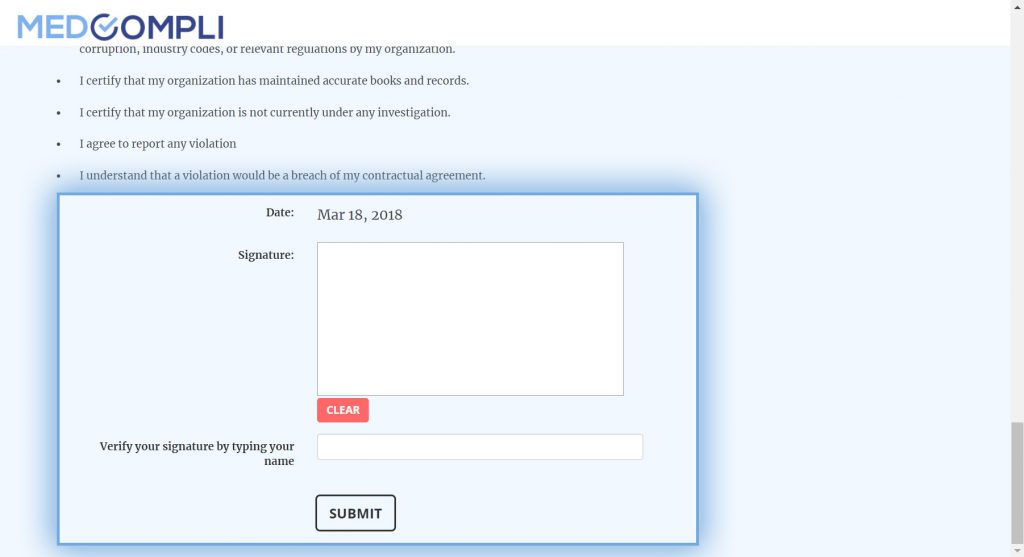 MEDCOMPLI
corruption, industry codes, or relevant regulations by my organization.
• I certify that my organization has maintained accurate books and records.
• I certify that my organization is not currently under any investigation.
• I agree to report any violation
• I understand that a violation would be a breach of my contractual agreement.
Date: Mar 18, 2018
Signature:
CLEAR
Verify your signature by typing your
name
SUBMIT